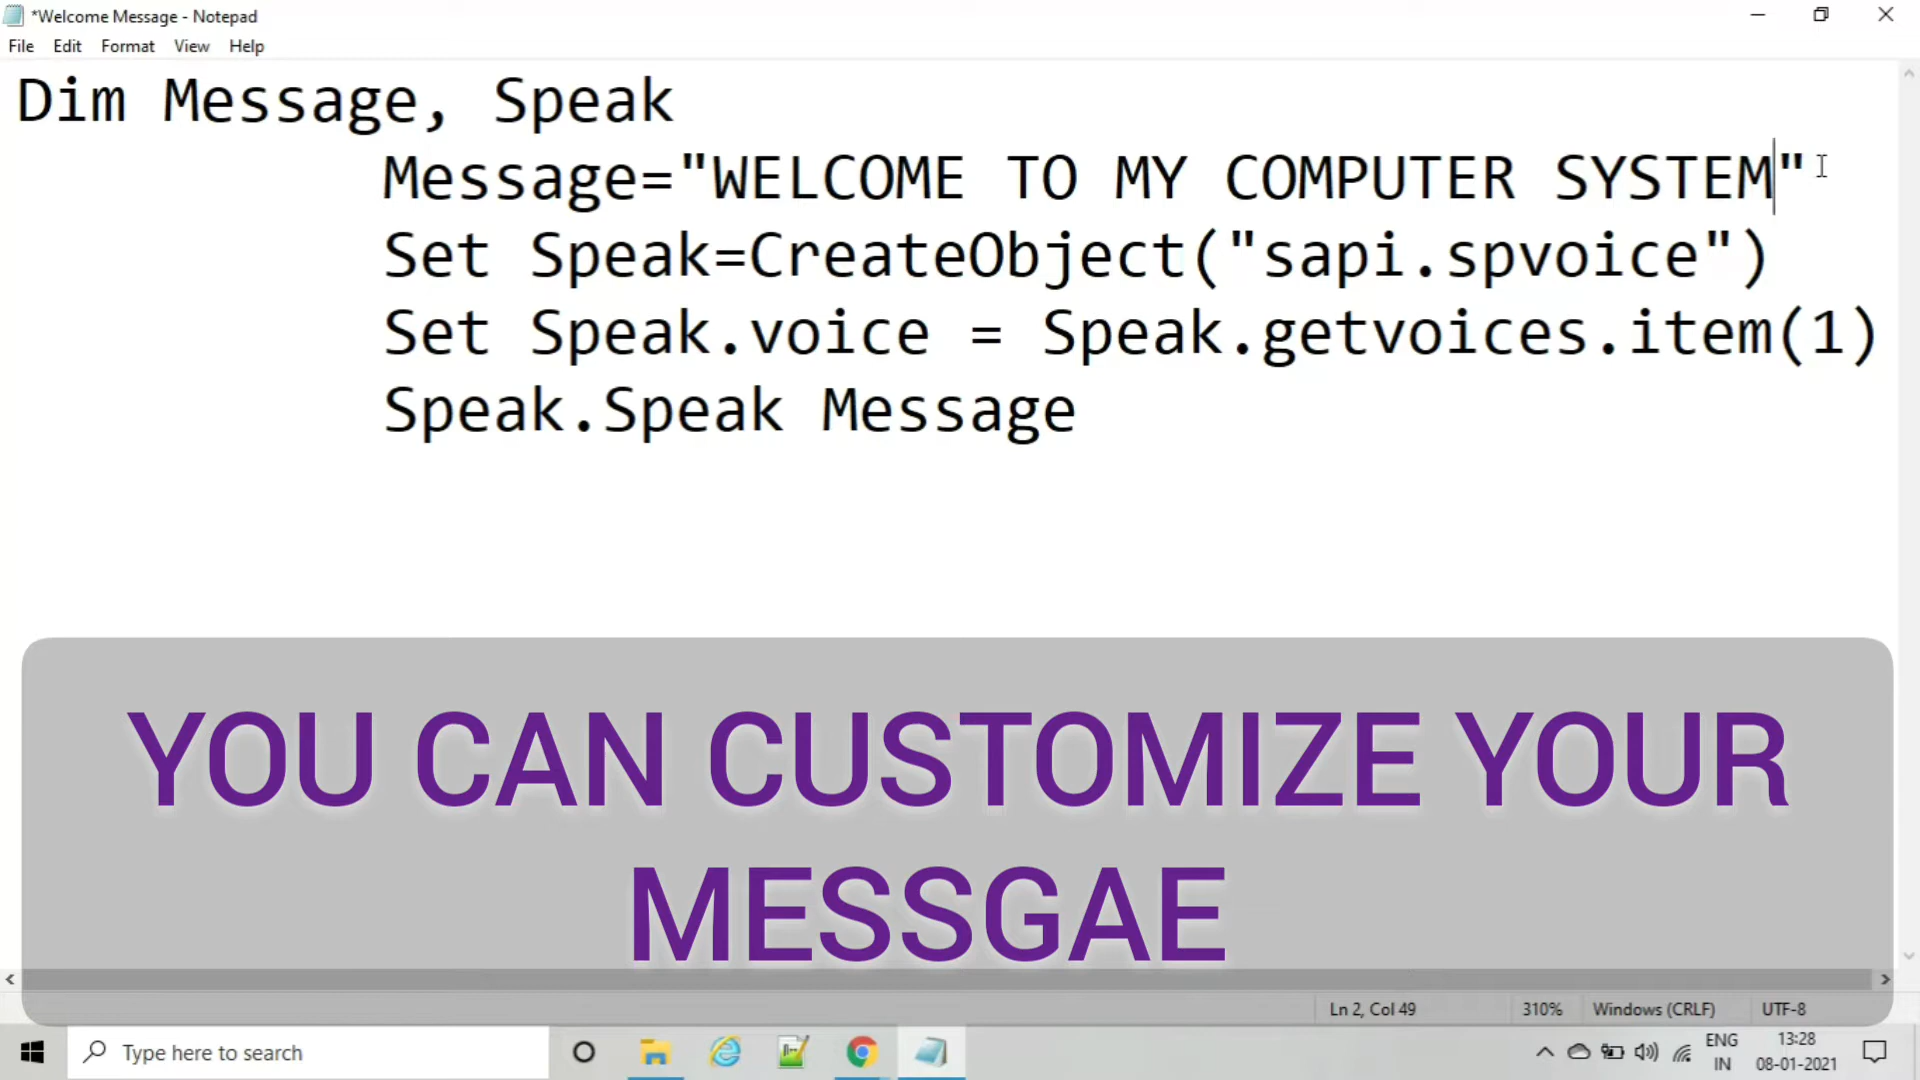 *Welcome Message - Notepad
File Edit Format View Help
Dim Message, Speak
Message="WELCOME TO MY COMPUTER SYSTEM"
Set Speak=CreateObject("sapi.spvoice")
Set Speak.voice = Speak.getvoices.item(1)
Speak.Speak Message
YOU CAN CUSTOMIZE YOUR
MESSGAE
Ln 2, Col 49 310% Windows (CRLF) UTF-8
Type here to search
ENG
IN
13:28
08-01-2021